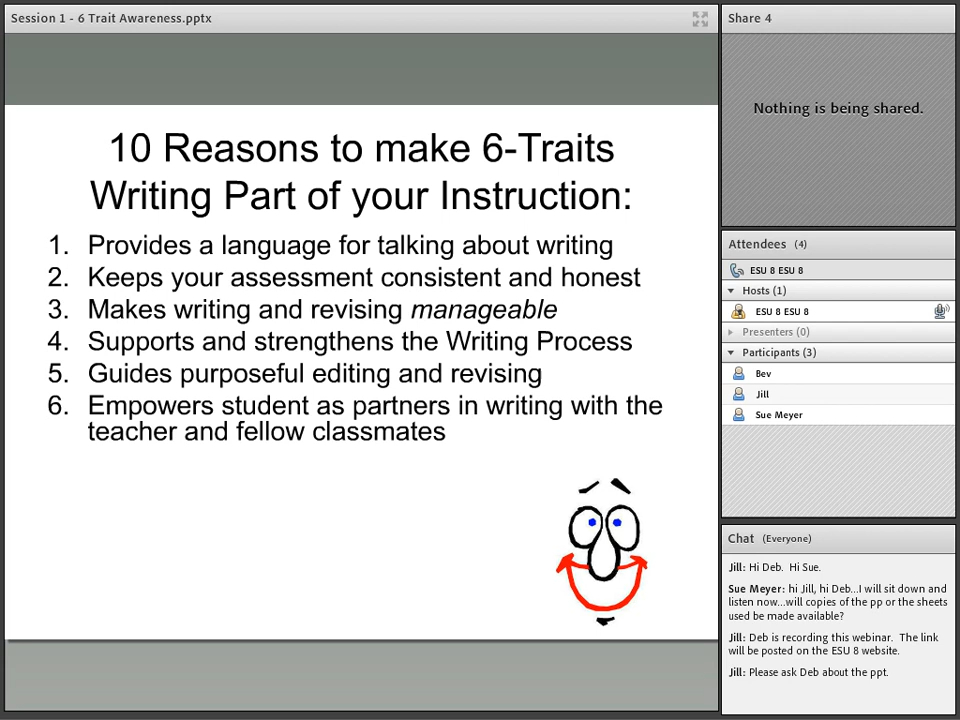 Session 1 - 6 Trait Awareness.pptx
10 Reasons to make 6-Traits
Writing Part of your Instruction:
1. Provides a language for talking about writing
2. Keeps your assessment consistent and honest
3. Makes writing and revising manageable
4. Supports and strengthens the Writing Process
5. Guides purposeful editing and revising
6. Empowers student as partners in writing with the
teacher and fellow classmates
Share 4
Nothing is being shared.
Attendees (4)
ESU 8 ESU 8
Hosts (1)
ESU 8 ESU 8
Presenters (0)
Participants (3)
Bev
Jill
Sue Meyer
Chat (Everyone)
Jill: Hi Deb. Hi Sue.
Sue Meyer: hi Jill, hi Deb...I will sit down and
listen now...will copies of the pp or the sheets
used be made available?
Jill: Deb is recording this webinar. The link
will be posted on the ESU 8 website.
Jill: Please ask Deb about the ppt.